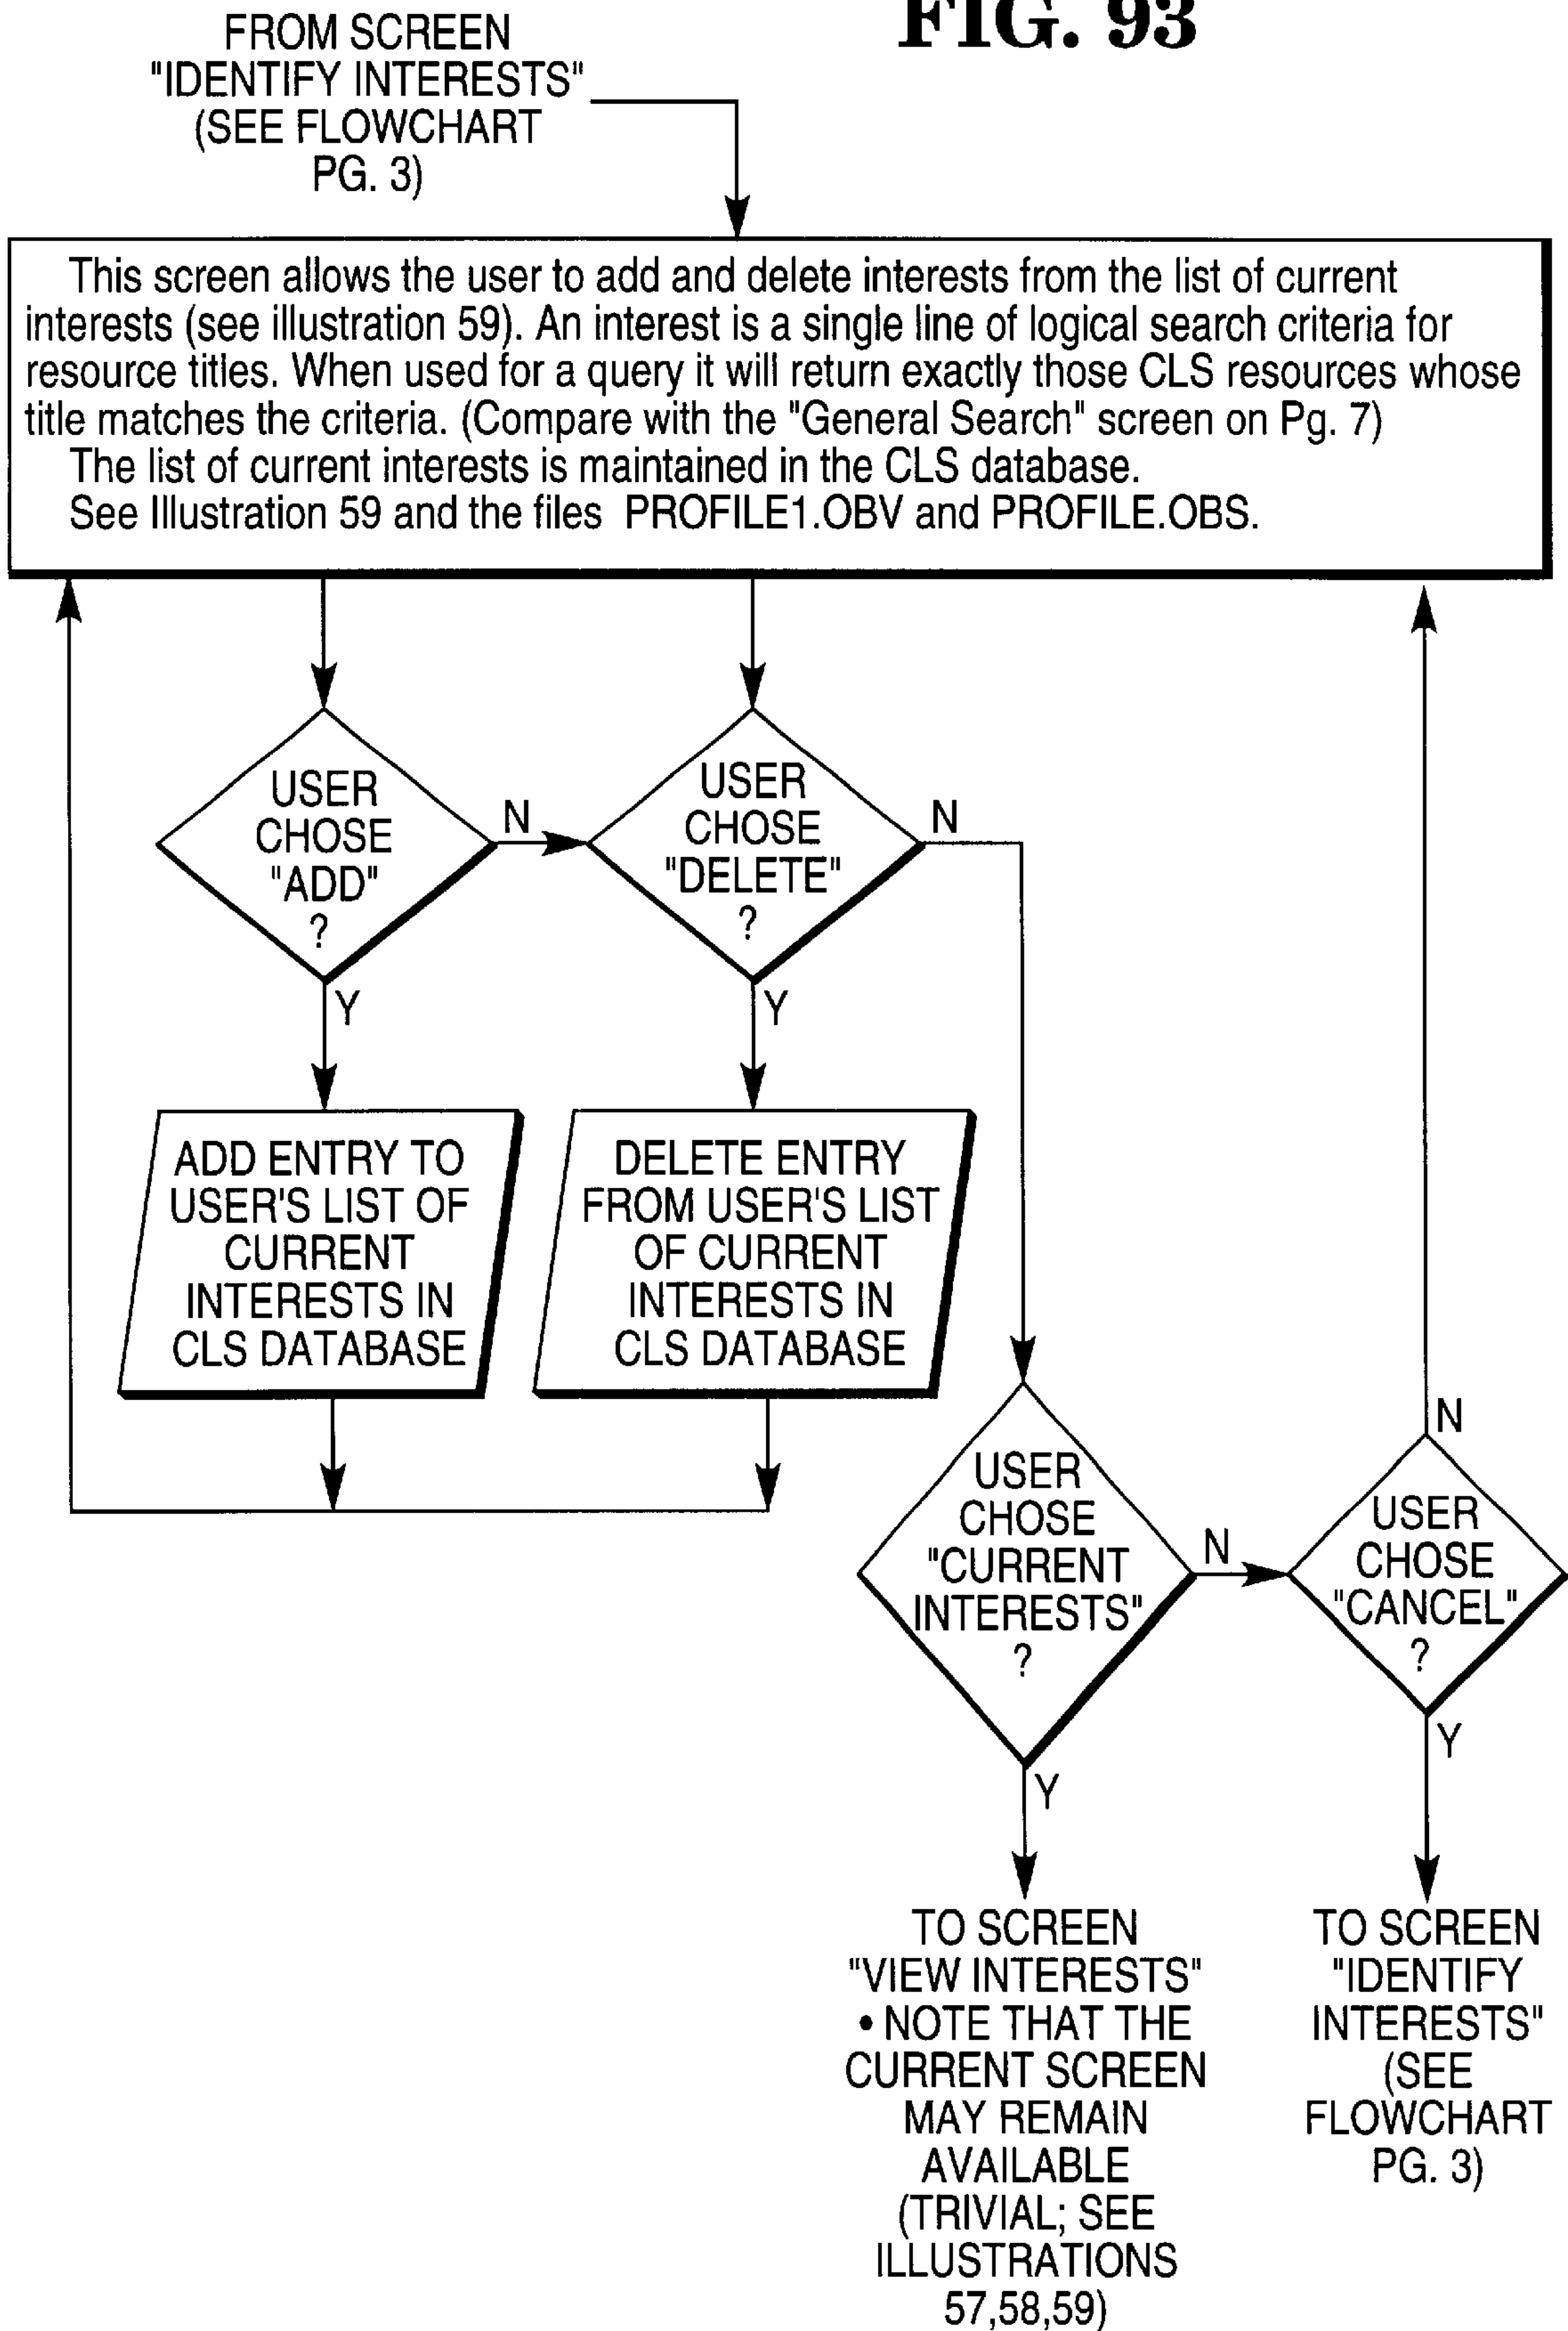 FIG. 93
FROM SCREEN
"IDENTIFY INTERESTS"
(SEE FLOWCHART
PG. 3)
This screen allows the user to add and delete interests from the list of current
interests (see illustration 59). An interest is a single line of logical search criteria for
resource titles. When used for a query it will return exactly those CLS resources whose
title matches the criteria. (Compare with the "General Search" screen on Pg. 7)
The list of current interests is maintained in the CLS database.
See Illustration 59 and the files PROFILE1.OBV and PROFILE.OBS.
USER
CHOSE
"ADD"
?
N
Y
USER
CHOSE
"DELETE"
?
N
Y
ADD ENTRY TO
USER'S LIST OF
CURRENT
INTERESTS IN
CLS DATABASE
DELETE ENTRY
FROM USER'S LIST
OF CURRENT
INTERESTS IN
CLS DATABASE
USER
CHOSE
"CURRENT
INTERESTS"
?
N
Y
USER
CHOSE
"CANCEL"
?
N
Y
TO SCREEN
"VIEW INTERESTS"
• NOTE THAT THE
CURRENT SCREEN
MAY REMAIN
AVAILABLE
(TRIVIAL; SEE
ILLUSTRATIONS
57,58,59)
TO SCREEN
"IDENTIFY
INTERESTS"
(SEE
FLOWCHART
PG. 3)